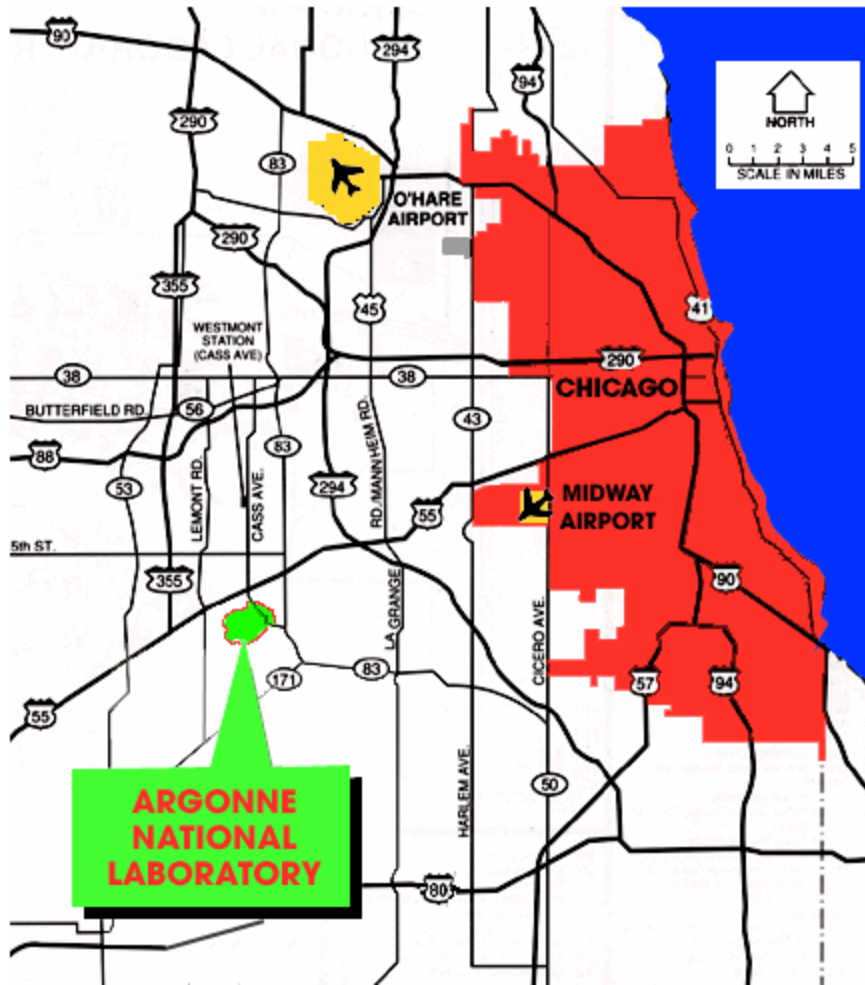 90
294
94
NORTH
0 1 2 3 4 5
SCALE IN MILES
290
83
O'HARE
AIRPORT
290
355
45
41
WESTMONT
STATION
(CASS AVE)
290
38
38
CHICAGO
BUTTERFIELD RD.
56
43
88
83
RD./MANNHEIM RD.
53
LEMONT RD.
CASS AVE.
294
55
MIDWAY
AIRPORT
5th ST.
355
90
LA GRANGE
CICERO AVE.
171
83
57
94
55
HARLEM AVE.
50
ARGONNE
NATIONAL
LABORATORY
80